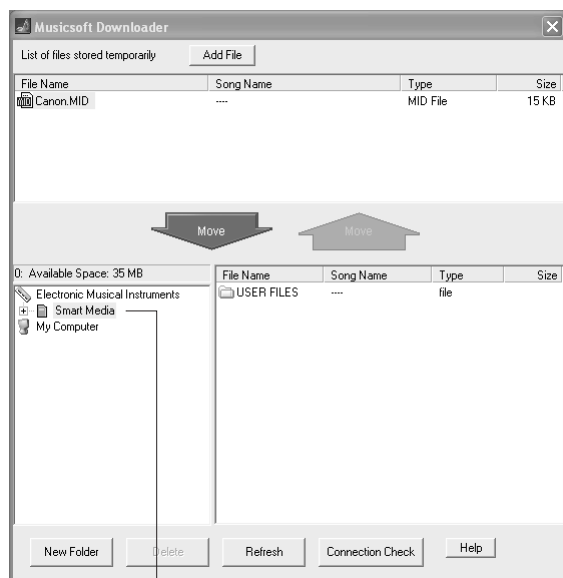 Musicsoft Downloader
List of files stored temporarily Add File
File Name Song Name Type Size
Canon.MID ---- MID File 15 KB
Move Move
0: Available Space: 35 MB
File Name Song Name Type Size
Electronic Musical Instruments
USER FILES ---- file
Smart Media
My Computer
New Folder Delete Refresh Connection Check Help